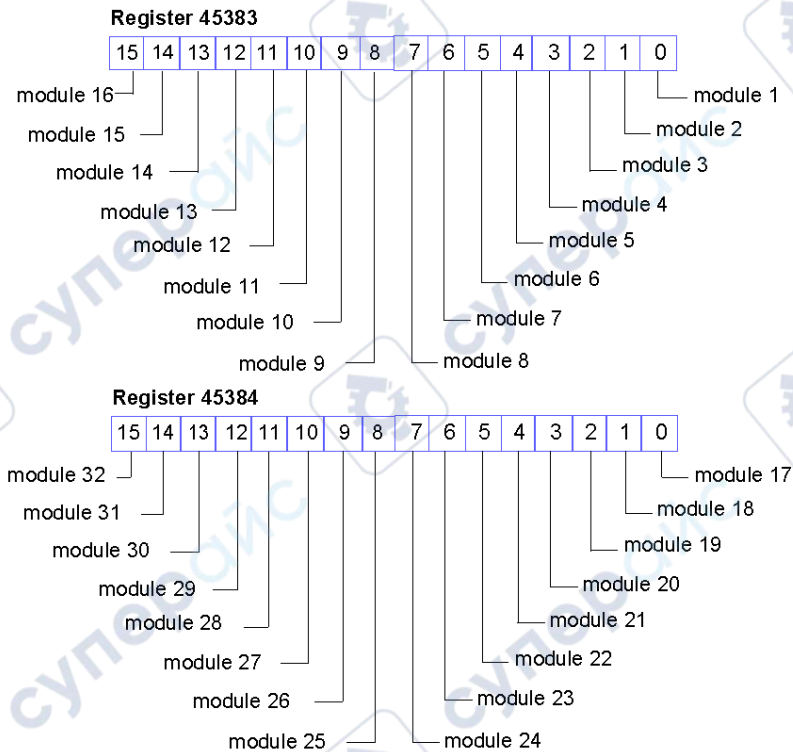 Register 45383
15 14 13 12 11 10 9 8 7 6 5 4 3 2 1 0
module 16
module 1
module 15
module 2
module 14
module 3
module 13
module 4
module 12
module 5
module 11
module 6
module 10
module 7
module 9
module 8
Register 45384
15 14 13 12 11 10 9 8 7 6 5 4 3 2 1 0
module 32
module 17
module 31
module 18
module 30
module 19
module 29
module 20
module 28
module 21
module 27
module 22
module 26
module 23
module 25
module 24
суперайс
суперайс
суперайс
суперайс